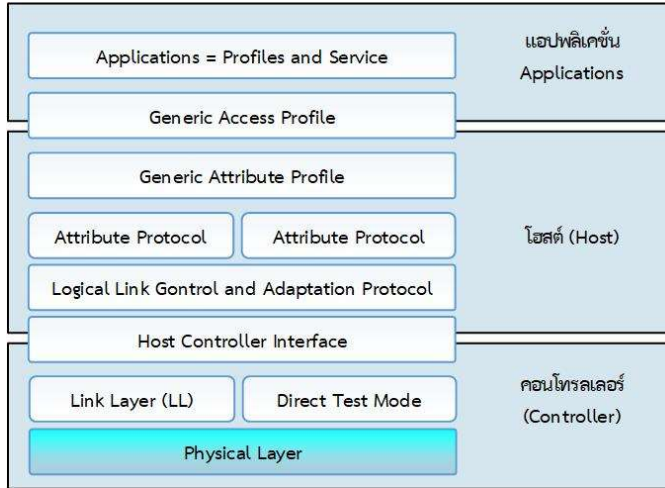 Applications = Profiles and Service
แอปพลิเคชั่น
Applications
Generic Access Profile
Generic Attribute Profile
Attribute Protocol
Attribute Protocol
โฮสต์ (Host)
Logical Link Gontrol and Adaptation Protocol
Host Controller Interface
Link Layer (LL)
Direct Test Mode
คอนโทรลเลอร์
(Controller)
Physical Layer